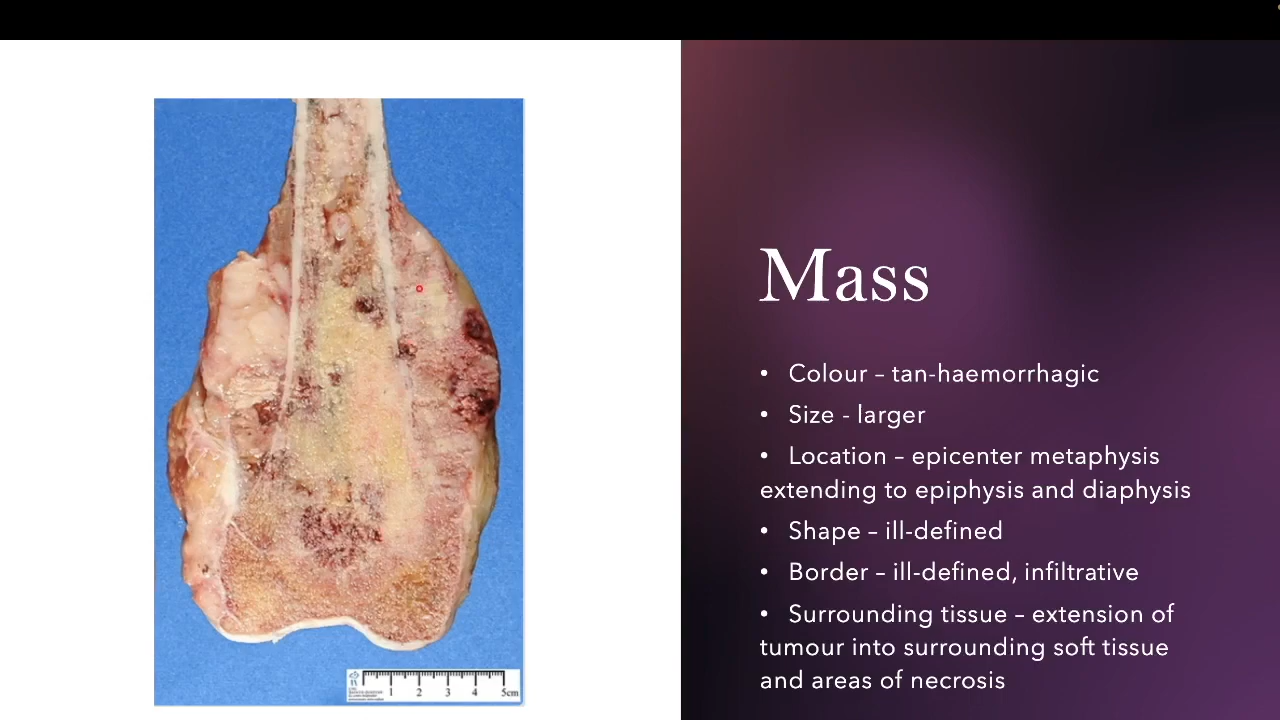 Mass
• Colour – tan-haemorrhagic
• Size - larger
• Location – epicenter metaphysis
extending to epiphysis and diaphysis
• Shape – ill-defined
• Border – ill-defined, infiltrative
• Surrounding tissue – extension of
tumour into surrounding soft tissue
and areas of necrosis
1 2 3 4 5cm